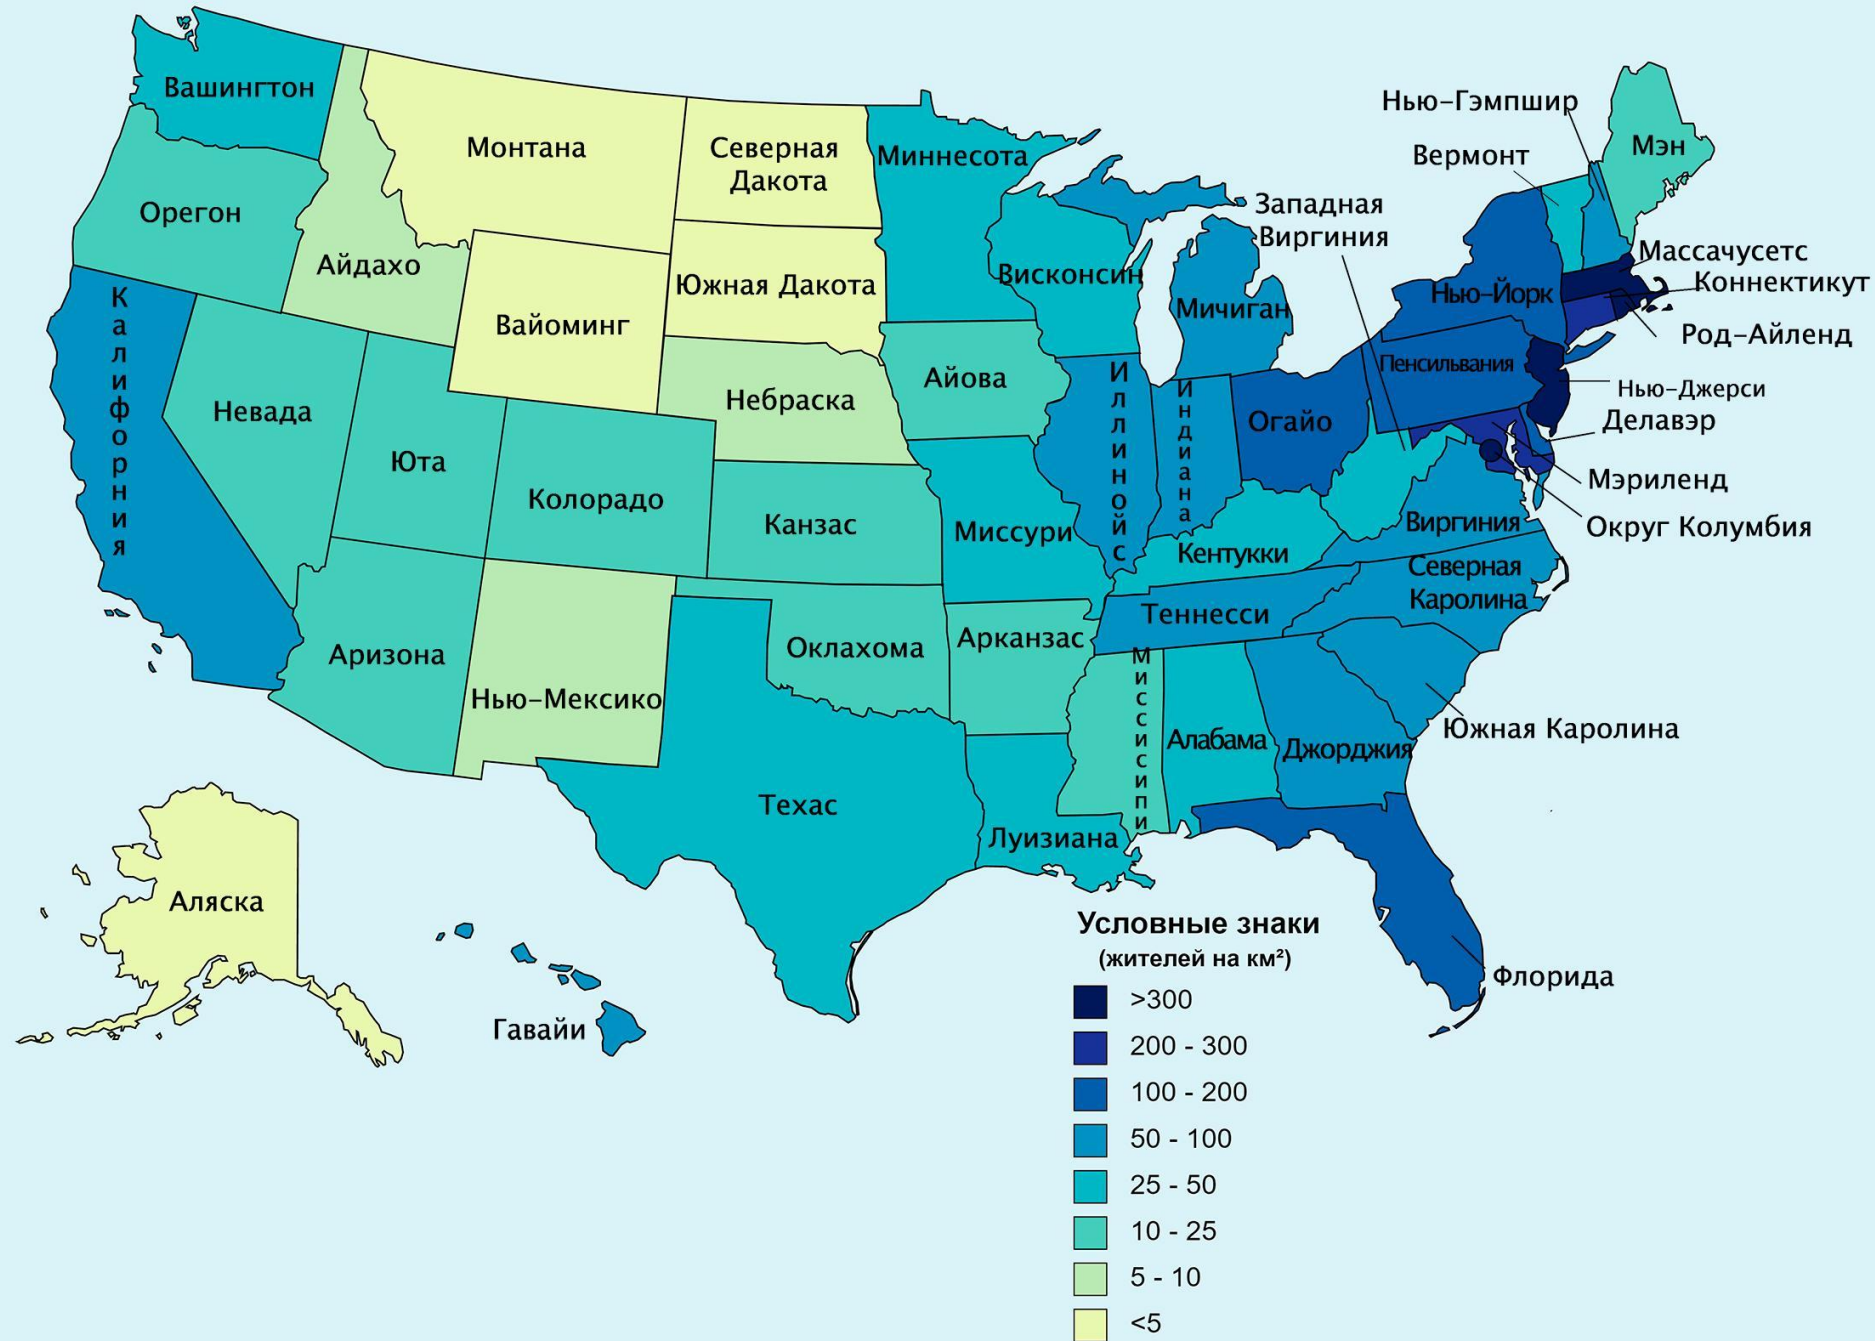 Вашингтон
Орегон
Айдахо
Монтана
Северная
Дакота
Миннесота
Нью-Гэмпшир
Вермонт
Мэн
Западная
Виргиния
Массачусетс
Коннектикут
Род-Айленд
Нью-Джерси
Делавэр
Мэриленд
Округ Колумбия
Нью-Йорк
Пенсильвания
Калифорния
Невада
Юта
Вайоминг
Южная Дакота
Небраска
Айова
Висконсин
Мичиган
Иллинойс
Индиана
Огайо
Колорадо
Канзас
Миссури
Кентукки
Виргиния
Северная
Каролина
Теннесси
Аризона
Нью-Мексико
Оклахома
Арканзас
Миссисипи
Алабама
Джорджия
Южная Каролина
Техас
Луизиана
Флорида
Аляска
Гавайи
Условные знаки
(жителей на км²)
>300
200 - 300
100 - 200
50 - 100
25 - 50
10 - 25
5 - 10
<5